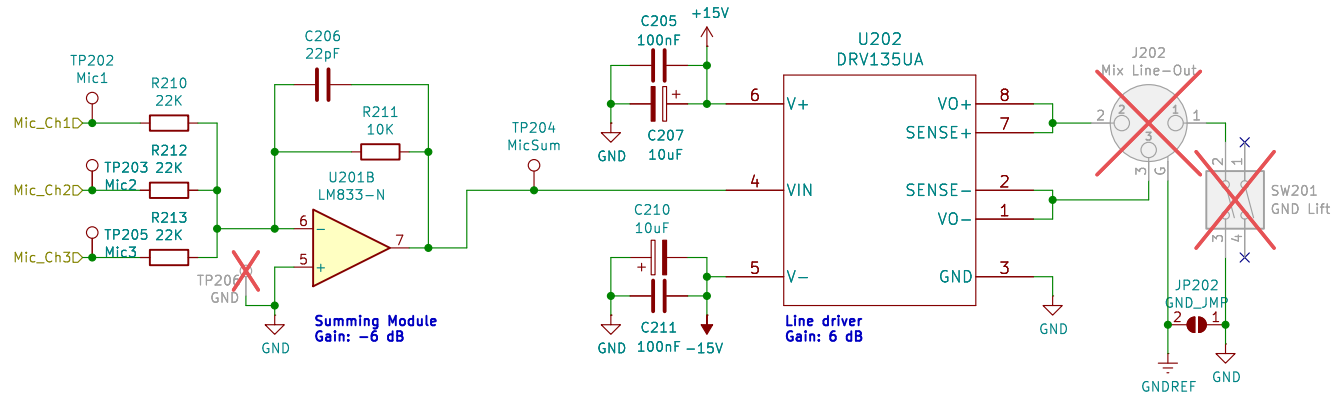 TP202
Mic1
Mic_Ch1
R210
22K
R212
22K
Mic_Ch2
TP203
Mic2
R213
22K
Mic_Ch3
TP205
Mic3
TP206
GND
C206
22pF
R211
10K
U201B
LM833-N
6
-
5
+
7
GND
Summing Module
Gain: -6 dB
TP204
MicSum
C205
100nF
+15V
+
C207
10uF
GND
C210
10uF
+
C211
100nF
GND
-15V
U202
DRV135UA
6
V+
4
VIN
5
V-
VO+
8
SENSE+
7
SENSE-
2
VO-
1
GND
3
GND
Line driver
Gain: 6 dB
J202
Mix Line-Out
2
2
1
1
3
3
G
2
1
3
4
SW201
GND Lift
JP202
GND_JMP
2
1
GNDREF
GND